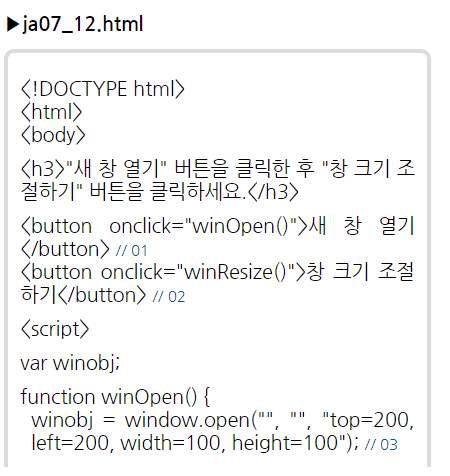 ▶ja07_12.html
<!DOCTYPE html>
<html>
<body>
<h3>"새 창 열기" 버튼을 클릭한 후 "창 크기 조
절하기" 버튼을 클릭하세요.</h3>
<button onclick="winOpen()">새 창 열기
</button> // 01
<button onclick="winResize()">창 크기 조절
하기</button> // 02
<script>
var winobj;
function winOpen() {
winobj = window.open("", "", "top=200,
left=200, width=100, height=100"); // 03